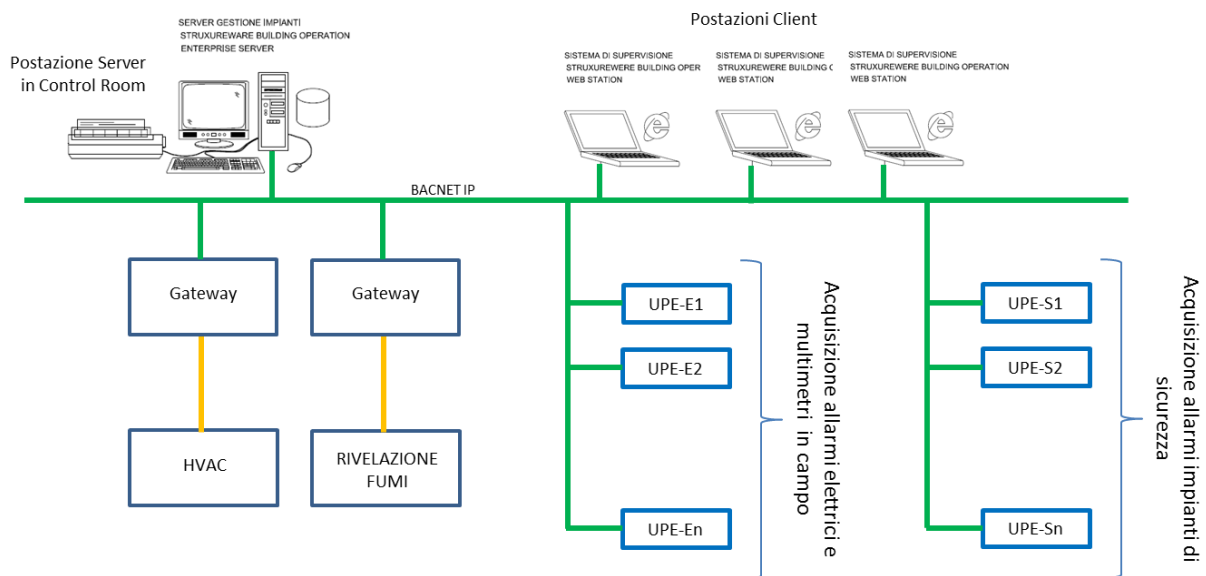 SERVER GESTIONE IMPIANTI
STRUXUREWARE BUILDING OPERATION
ENTERPRISE SERVER
Postazione Server
in Control Room
Postazioni Client
SISTEMA DI SUPERVISIONE
STRUXUREWERE BUILDING OPER
WEB STATION
SISTEMA DI SUPERVISIONE
STRUXUREWERE BUILDING C
WEB STATION
SISTEMA DI SUPERVISIONE
STRUXUREWERE BUILDING OPERATION
WEB STATION
BACNET IP
Gateway
Gateway
HVAC
RIVELAZIONE
FUMI
UPE-E1
UPE-E2
UPE-En
Acquisizione allarmi elettrici e
multimetri in campo
UPE-S1
UPE-S2
UPE-Sn
Acquisizione allarmi impianti di
sicurezza